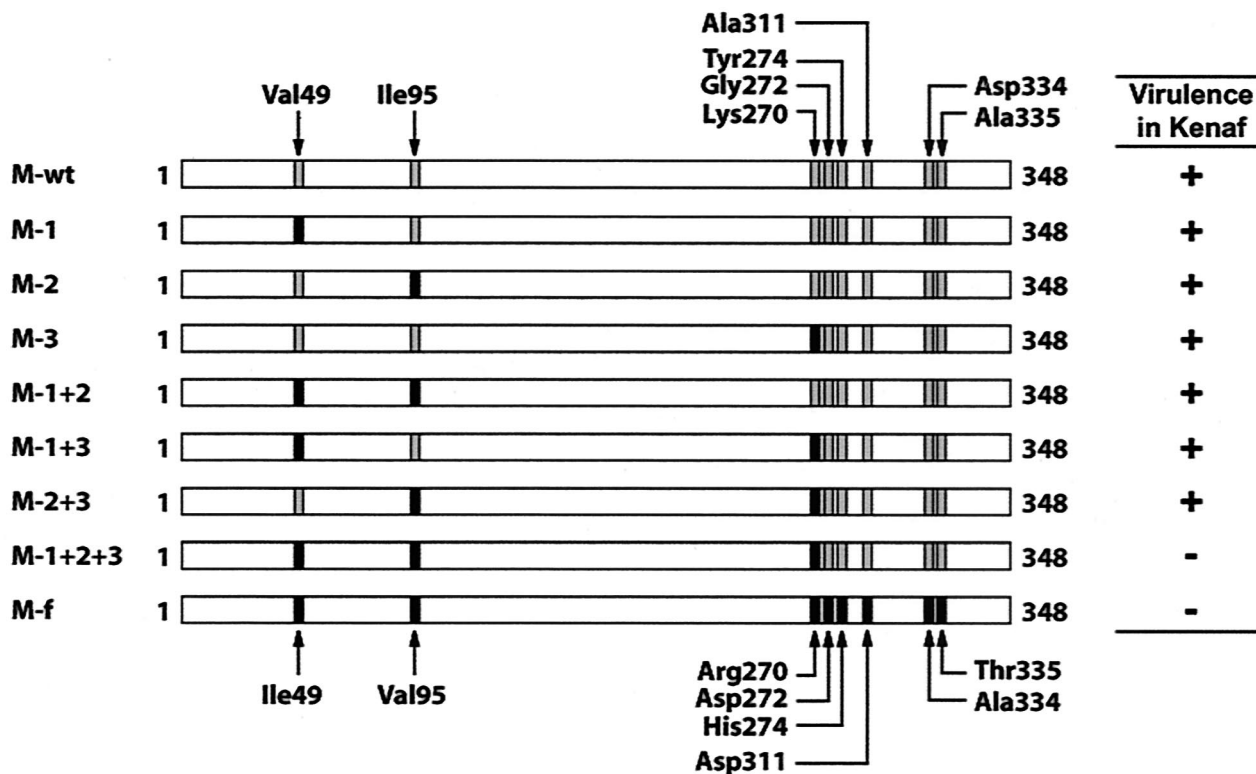 Ala311
Tyr274
Gly272
Lys270
Val49
Ile95
Asp334
Ala335
Virulence
in Kenaf
M-wt 1 348 +
M-1 1 348 +
M-2 1 348 +
M-3 1 348 +
M-1+2 1 348 +
M-1+3 1 348 +
M-2+3 1 348 +
M-1+2+3 1 348 -
M-f 1 348 -
Ile49
Val95
Arg270
Asp272
His274
Asp311
Thr335
Ala334